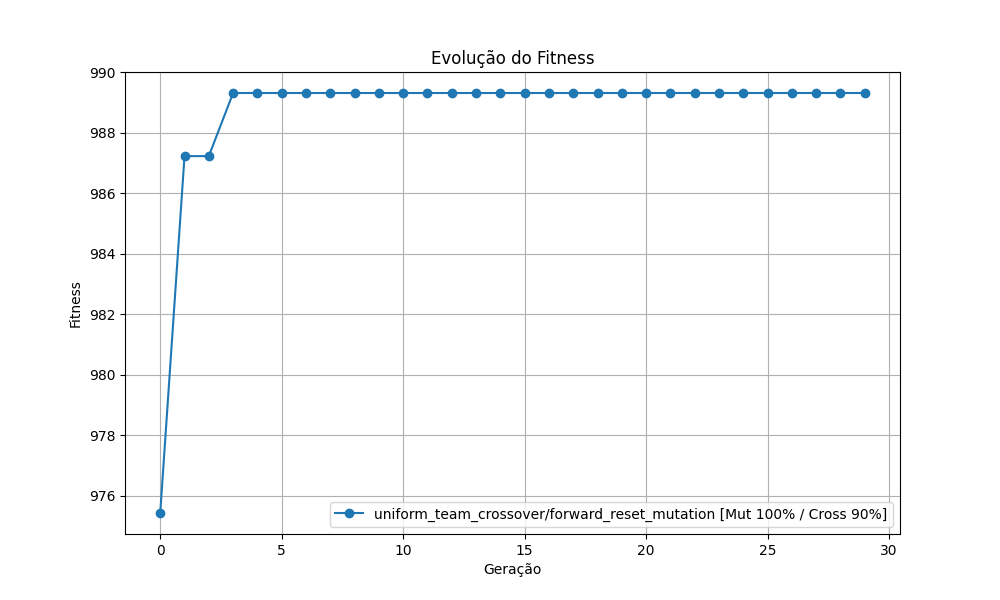 Evolução do Fitness
Fitness
990
988
986
984
982
980
978
976
uniform_team_crossover/forward_reset_mutation [Mut 100% / Cross 90%]
0 5 10 15 20 25 30
Geração